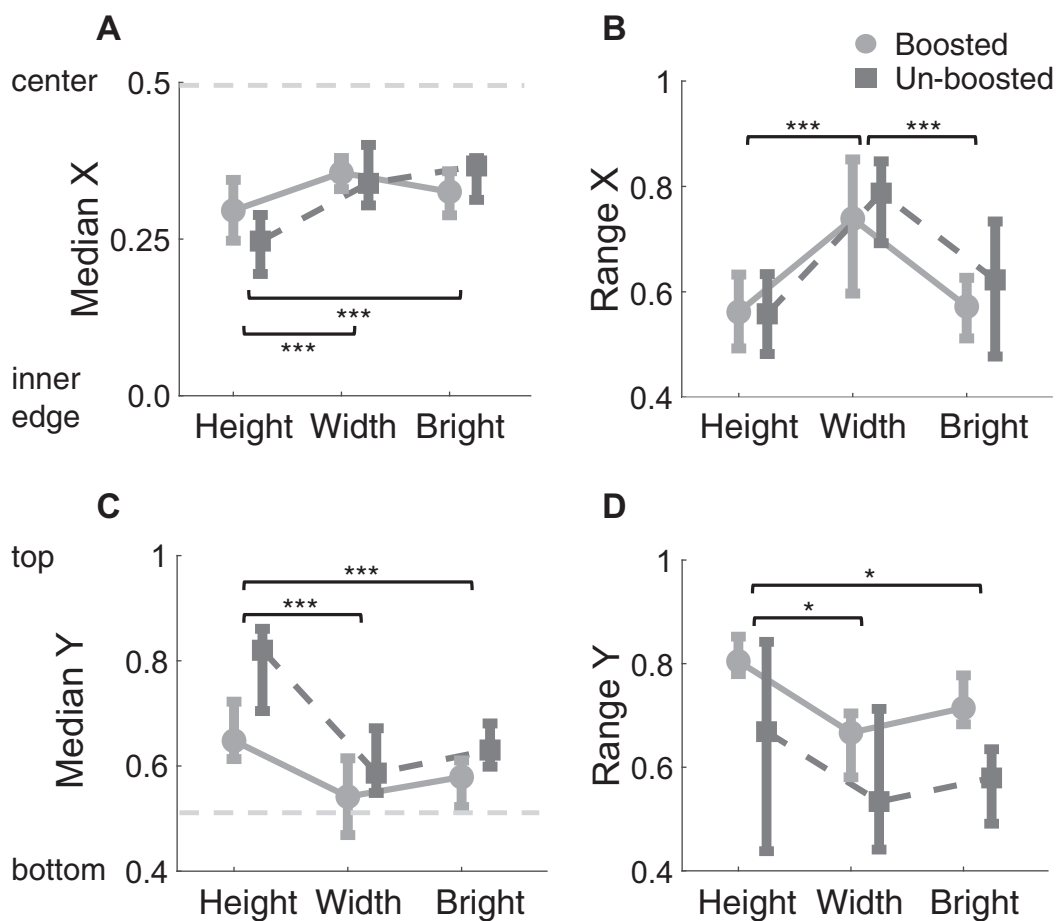 A
center
0.5
Median X
0.25
***
***
inner
edge
0.0
Height Width Bright
B
Boosted
Un-boosted
1
*** ***
0.8
Range X
0.6
0.4
Height Width Bright
C
top
1
***
***
0.8
Median Y
0.6
bottom
0.4
Height Width Bright
D
1
*
*
0.8
Range Y
0.6
0.4
Height Width Bright